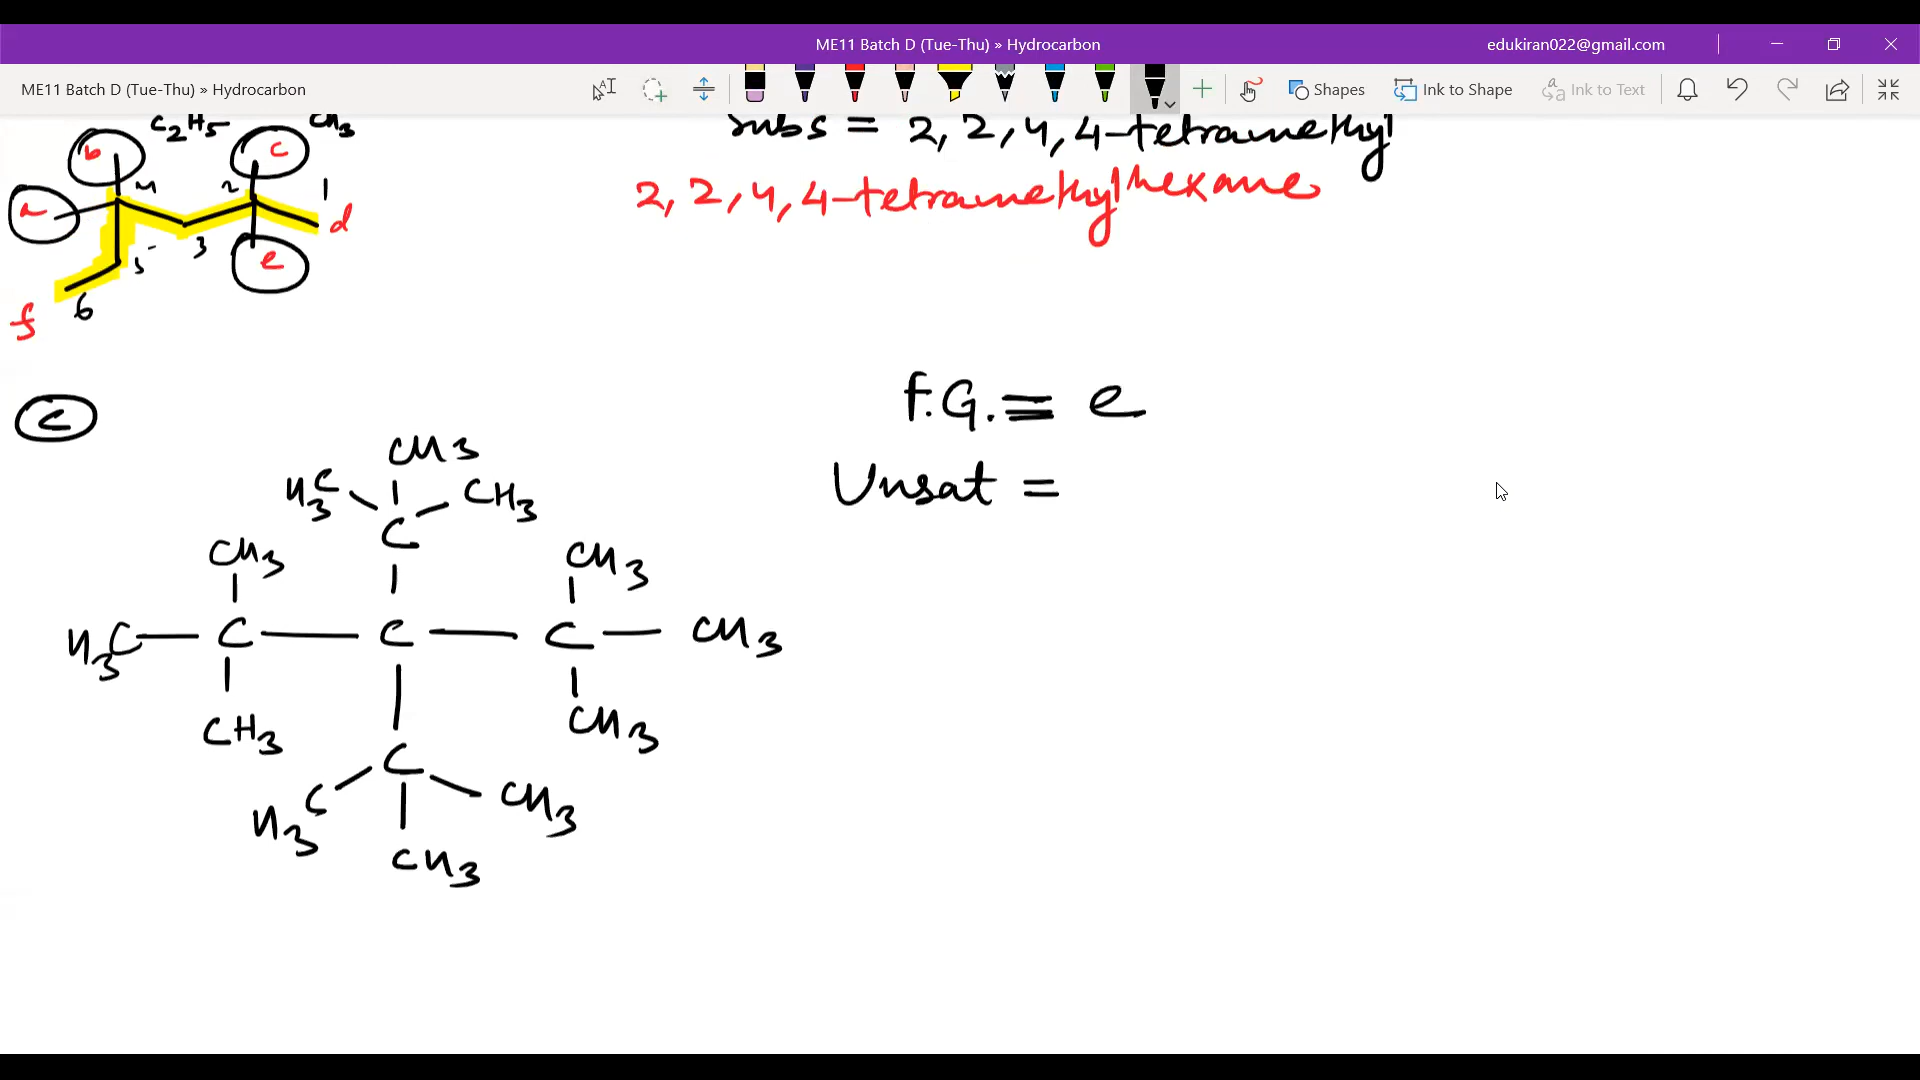 ME11 Batch D (Tue-Thu) » Hydrocarbon
edukiran022@gmail.com
ME11 Batch D (Tue-Thu) » Hydrocarbon
Shapes
Ink to Shape
Ink to Text
C2H5-
CH3
subs = 2, 2, 4, 4-tetramethyl
2, 2, 4, 4-tetramethylhexane
b
c
a
4
2
1
d
5
3
e
f
6
F.G. = e
Unsat =
c
CH3
H3C
CH3
C
CH3
CH3
H3C
C
C
C
CH3
CH3
CH3
C
H3C
CH3
CH3